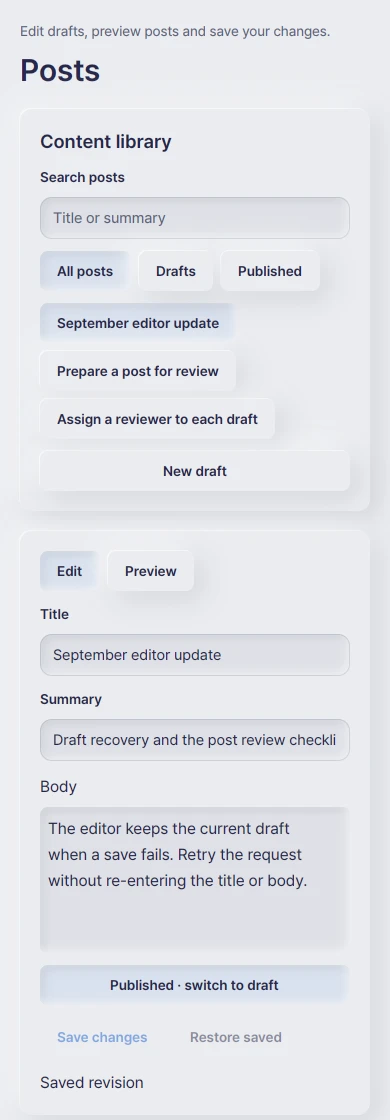 Edit drafts, preview posts and save your changes.
Posts
Content library
Search posts
Title or summary
All posts
Drafts
Published
September editor update
Prepare a post for review
Assign a reviewer to each draft
New draft
Edit
Preview
Title
September editor update
Summary
Draft recovery and the post review checkli
Body
The editor keeps the current draft
when a save fails. Retry the request
without re-entering the title or body.
Published · switch to draft
Save changes
Restore saved
Saved revision